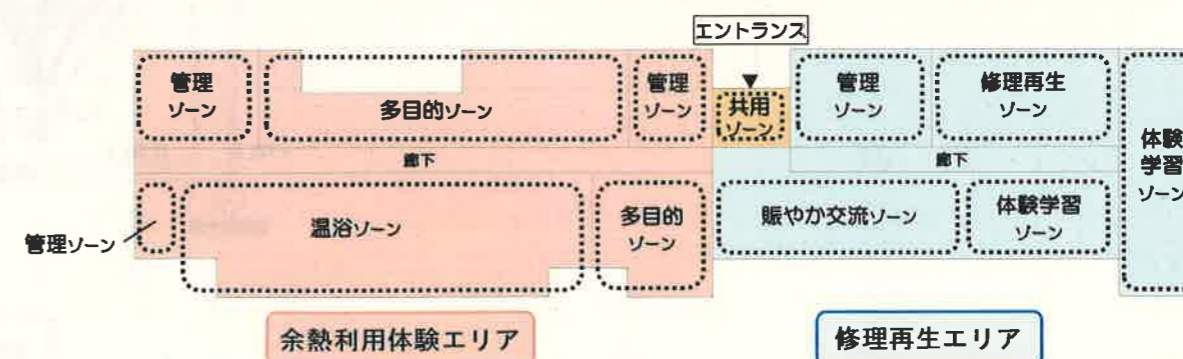 エントランス
管理
ゾーン
多目的ゾーン
管理
ゾーン
共用
ゾーン
管理
ゾーン
修理再生
ゾーン
体験
学習
ゾーン
廊下
廊下
管理ゾーン
温浴ゾーン
多目的
ゾーン
賑やか交流ゾーン
体験学習
ゾーン
余熱利用体験エリア
修理再生エリア